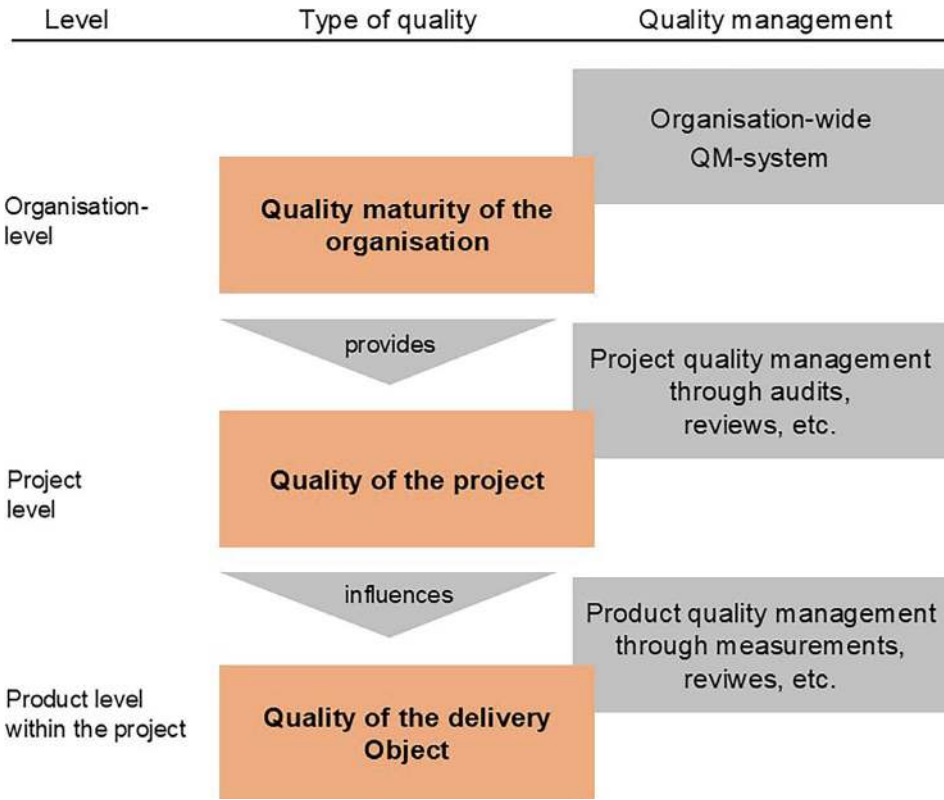 Level Type of quality Quality management
Organisation-wide
QM-system
Organisation-
level
Quality maturity of the
organisation
provides
Project quality management
through audits,
reviews, etc.
Project
level
Quality of the project
influences
Product quality management
through measurements,
reviwes, etc.
Product level
within the project
Quality of the delivery
Object